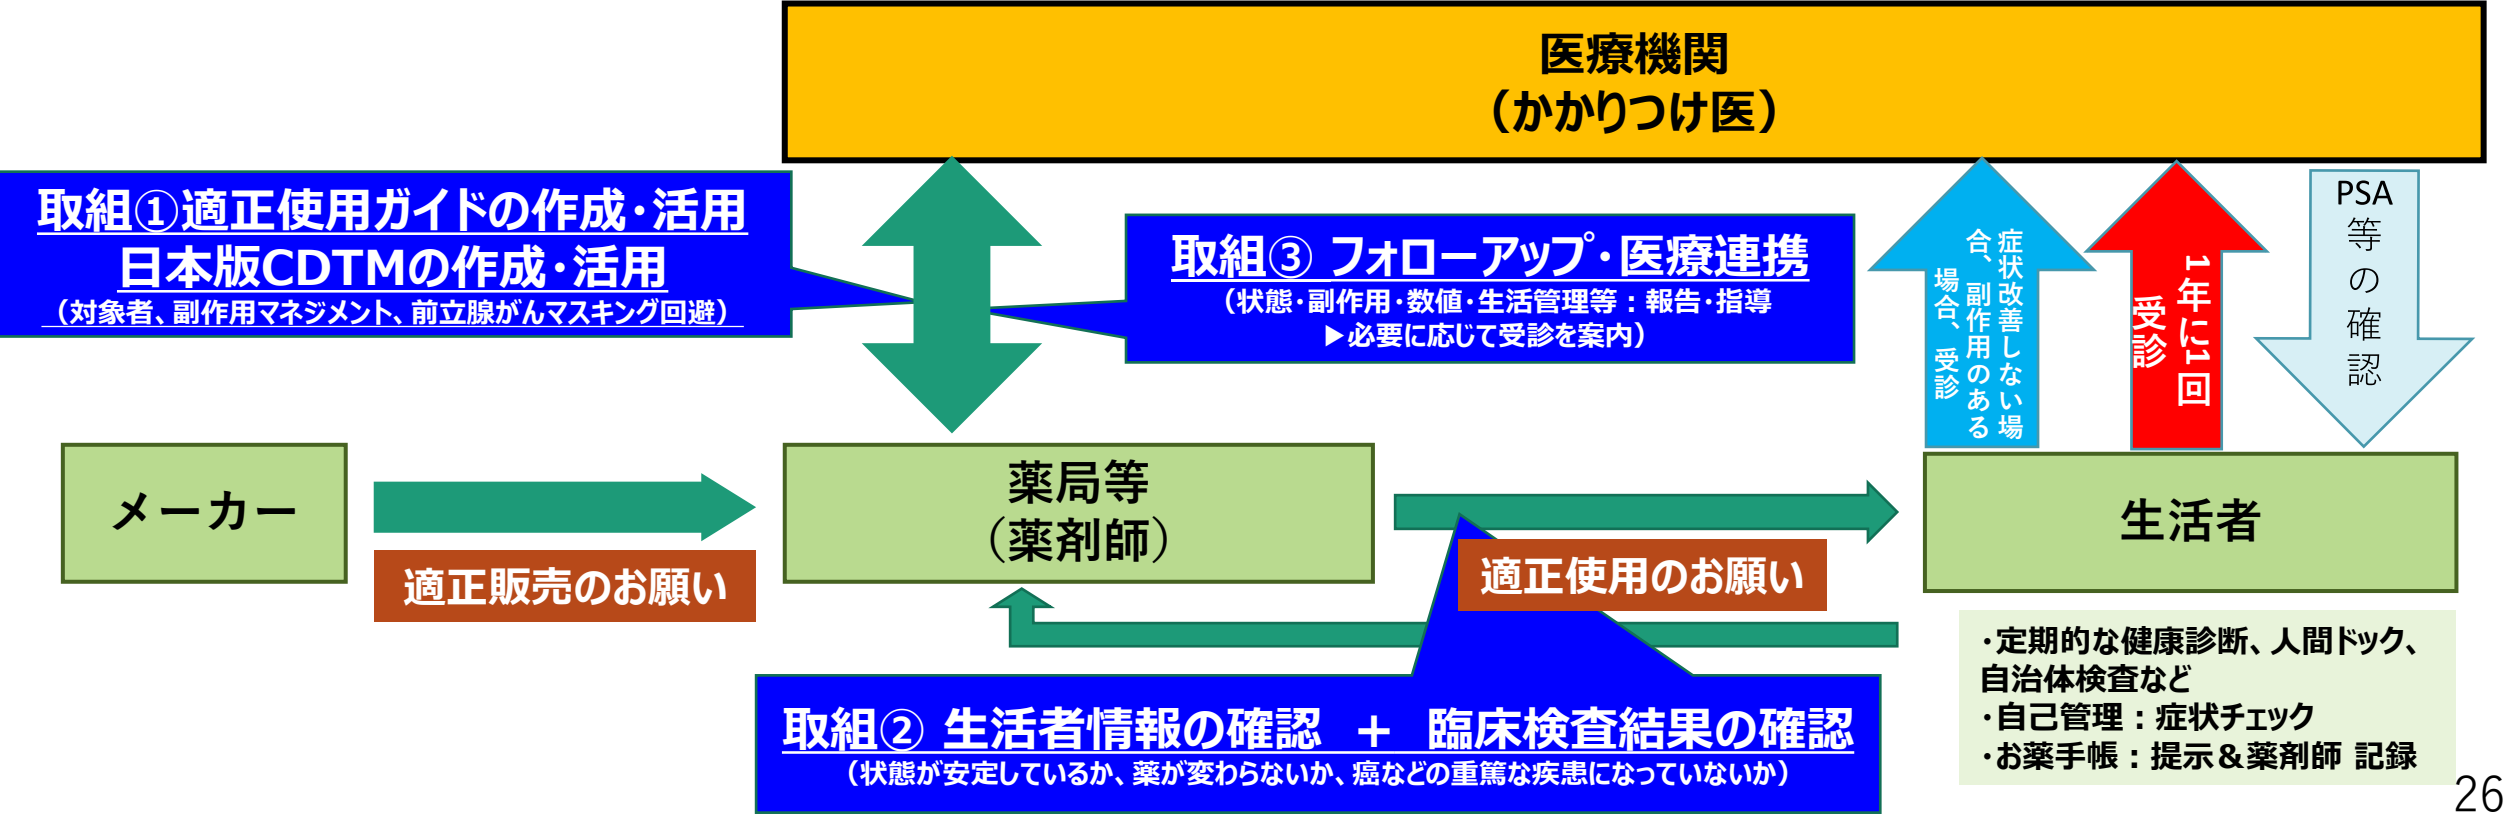 医療機関
（かかりつけ医）
取組①適正使用ガイドの作成・活用
日本版CDTMの作成・活用
（対象者、副作用マネジメント、前立腺がんマスキング回避）
取組③ フォローアップ・医療連携
（状態・副作用・数値・生活管理等：報告・指導
▶必要に応じて受診を案内）
症状改善しない場
合、副作用のある
場合、受診
1年に1回
受診
PSA
等の確認
メーカー
適正販売のお願い
薬局等
（薬剤師）
適正使用のお願い
生活者
・定期的な健康診断、人間ドック、
自治体検査など
・自己管理：症状チェック
・お薬手帳：提示＆薬剤師 記録
取組② 生活者情報の確認　＋　臨床検査結果の確認
（状態が安定しているか、薬が変わらないか、癌などの重篤な疾患になっていないか）
26